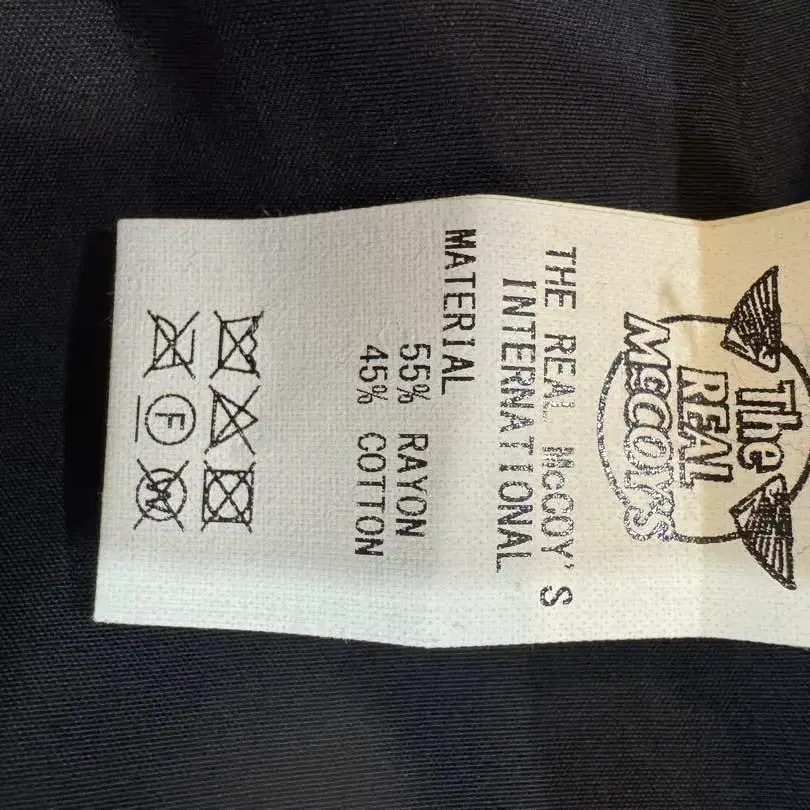 The
REAL
McCOY'S
THE REAL McCOY'S
INTERNATIONAL
MATERIAL
55% RAYON
45% COTTON
F
W